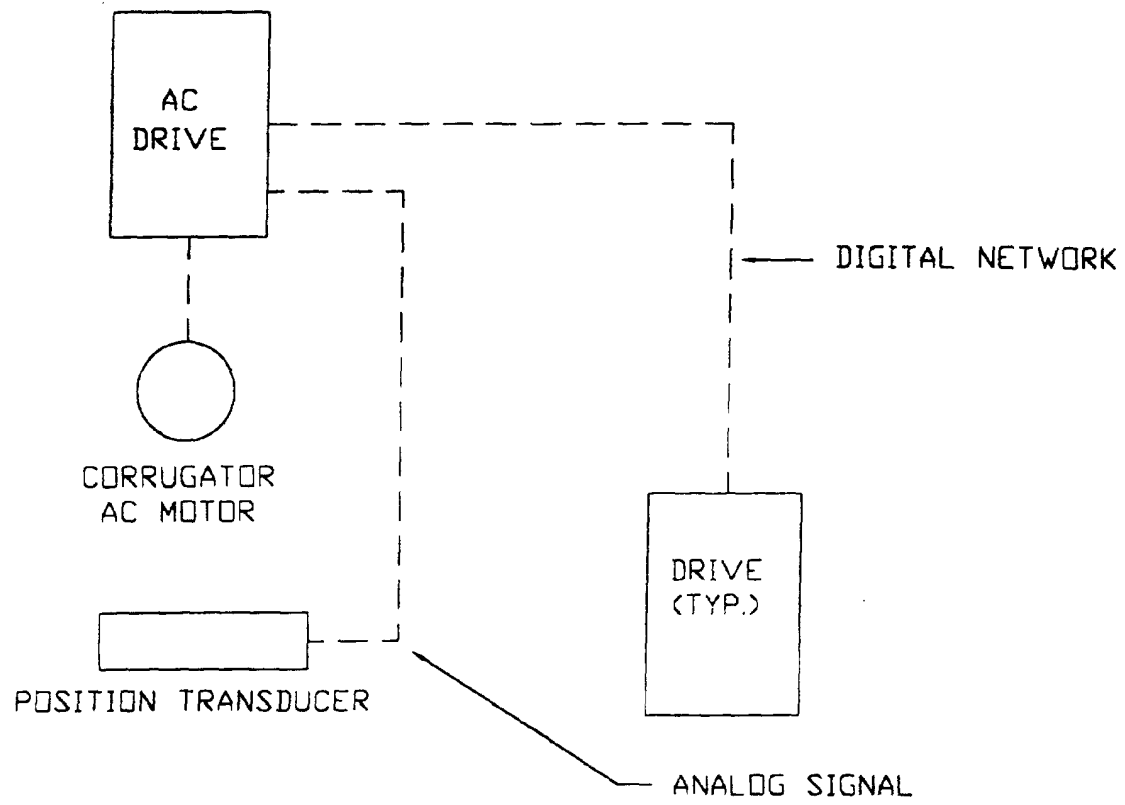 AC
DRIVE
DIGITAL NETWORK
CORRUGATOR
AC MOTOR
DRIVE
(TYP.)
POSITION TRANSDUCER
ANALOG SIGNAL